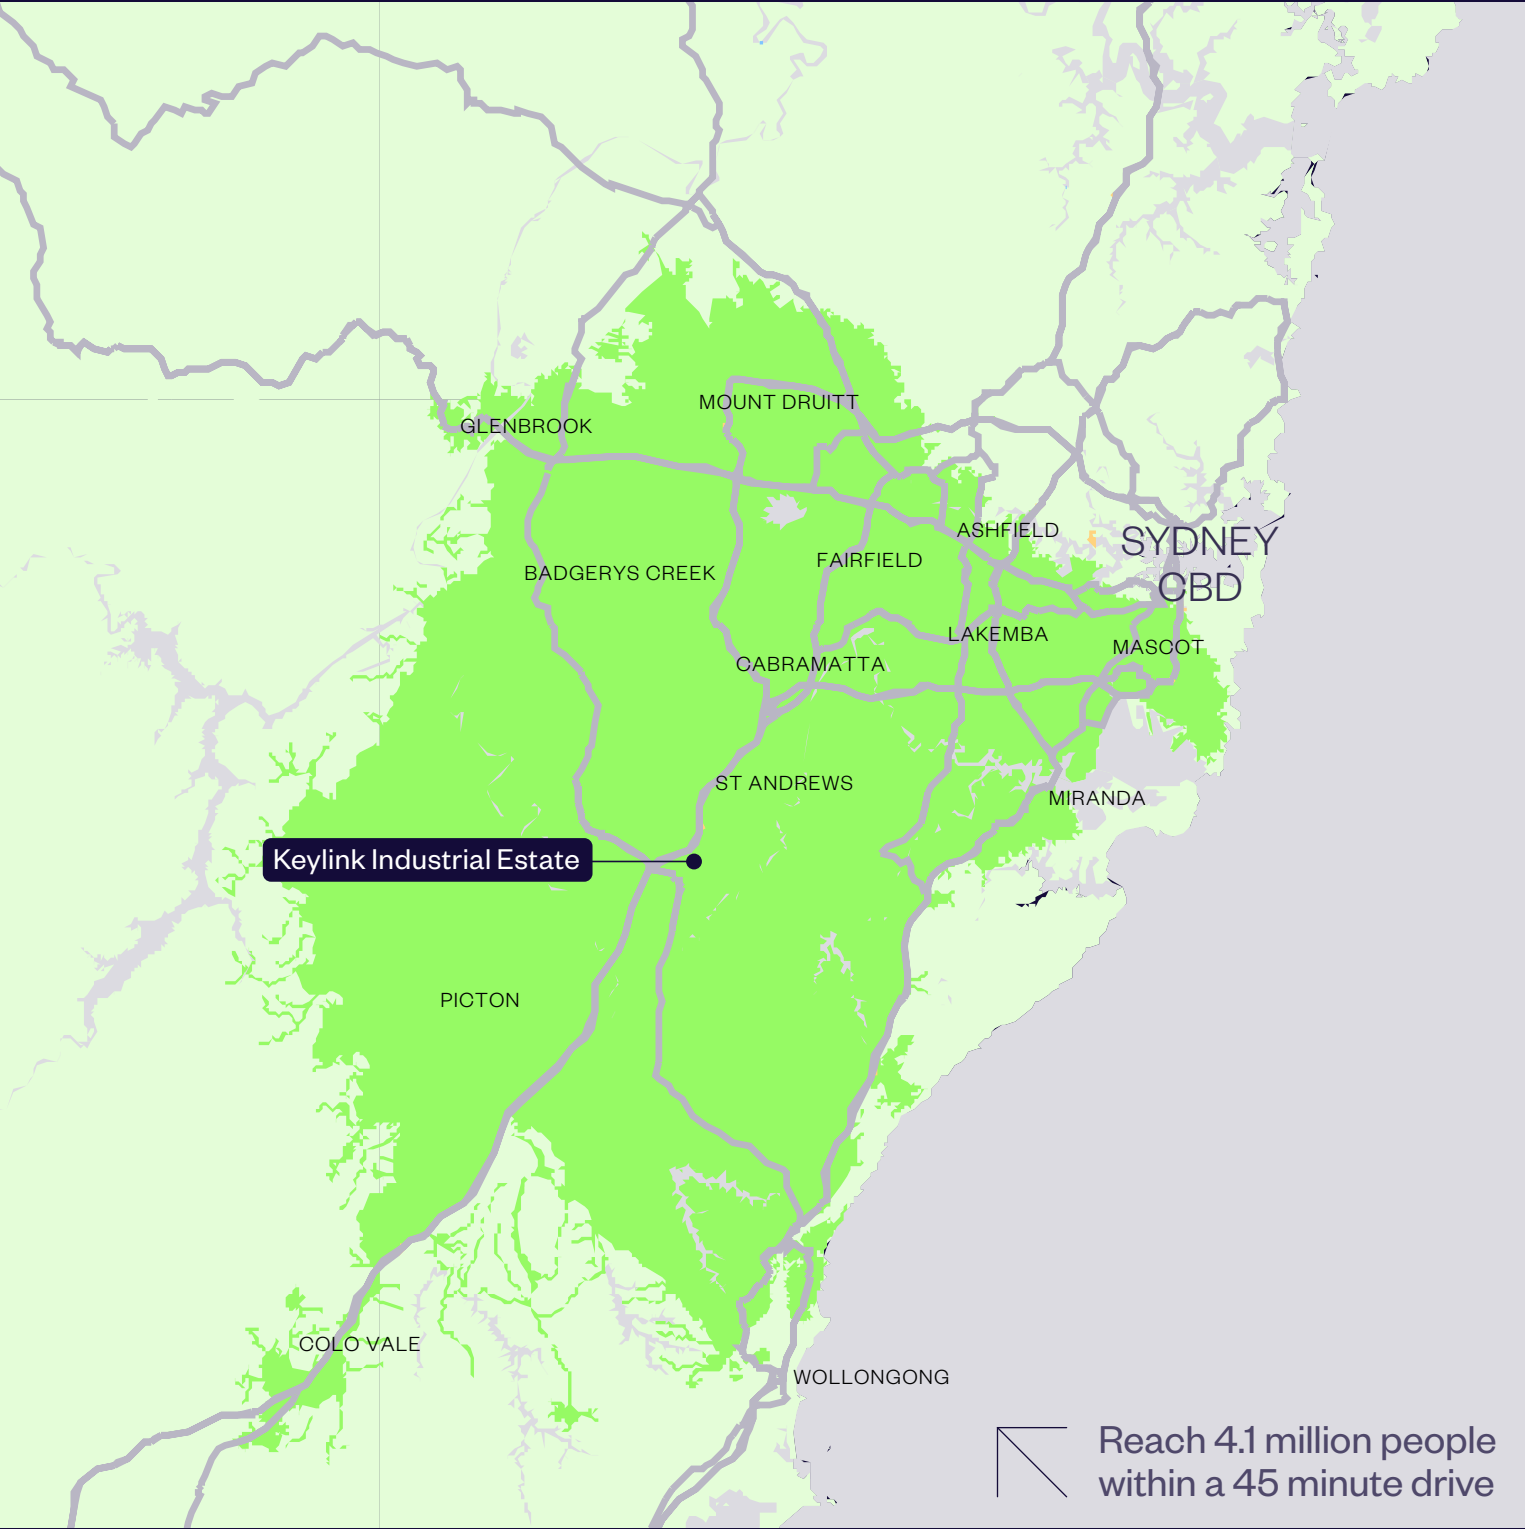 MOUNT DRUITT
GLENBROOK
ASHFIELD
SYDNEY
CBD
FAIRFIELD
BADGERYS CREEK
LAKEMBA
MASCOT
CABRAMATTA
ST ANDREWS
MIRANDA
Keylink Industrial Estate
PICTON
COLO VALE
WOLLONGONG
Reach 4.1 million people
within a 45 minute drive